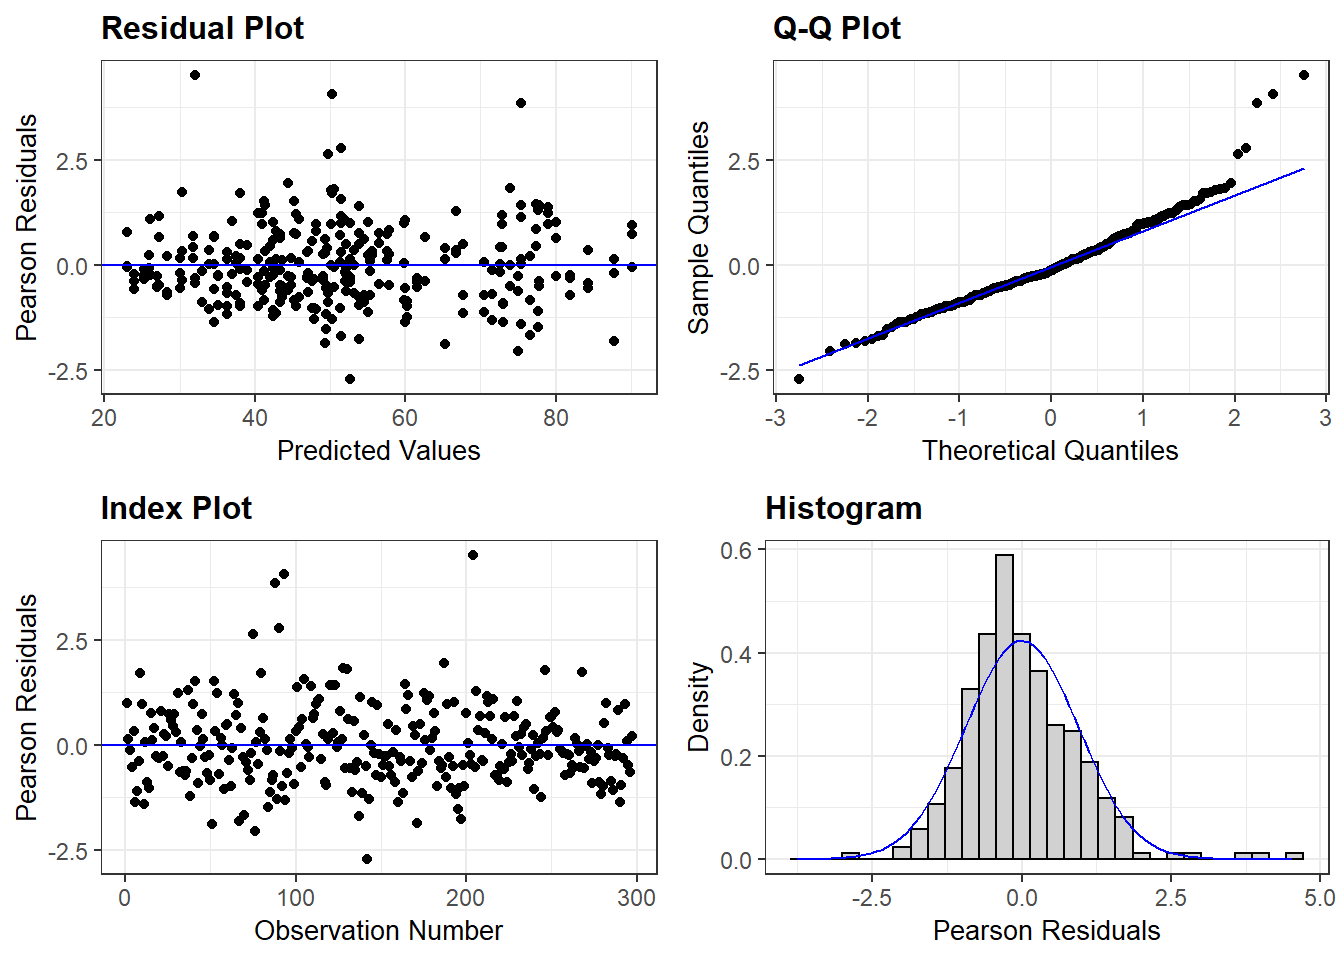 Residual Plot
Pearson Residuals
2.5
0.0
-2.5
20 40 60 80
Predicted Values
Q-Q Plot
Sample Quantiles
2.5
0.0
-2.5
-3 -2 -1 0 1 2 3
Theoretical Quantiles
Index Plot
Pearson Residuals
2.5
0.0
-2.5
0 100 200 300
Observation Number
Histogram
Density
0.6
0.4
0.2
0.0
-2.5 0.0 2.5 5.0
Pearson Residuals